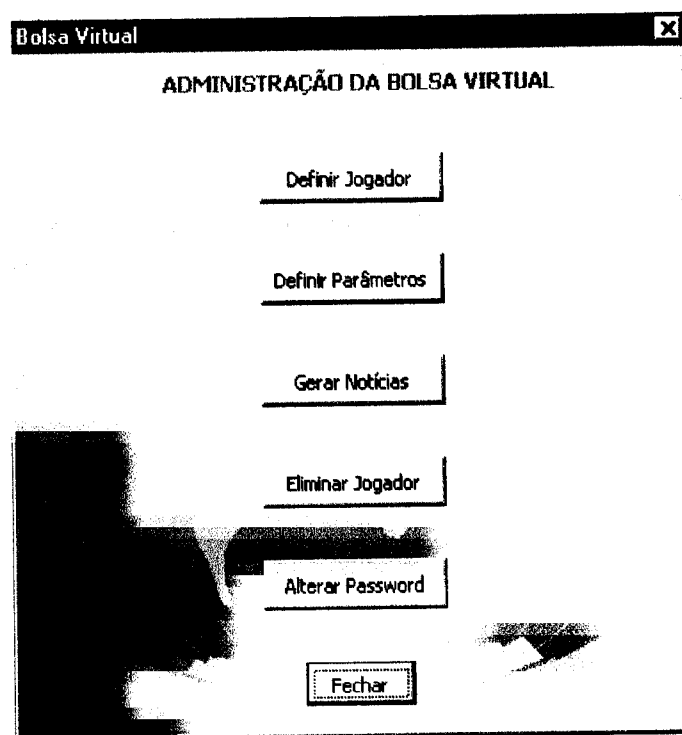 Bolsa Virtual
ADMINISTRAÇÃO DA BOLSA VIRTUAL
Definir Jogador
Definir Parâmetros
Gerar Notícias
Eliminar Jogador
Alterar Password
Fechar